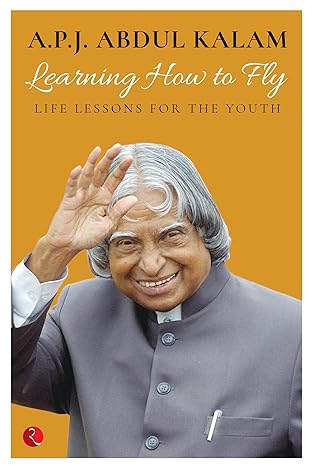 A.P.J. ABDUL KALAM
Learning How to Fly
LIFE LESSONS FOR THE YOUTH